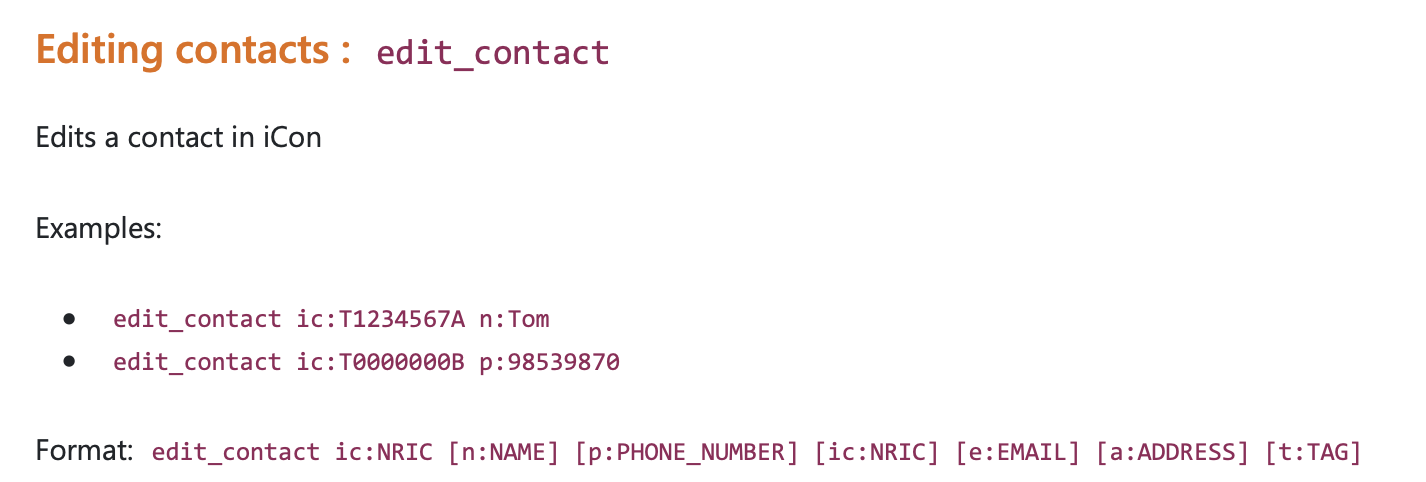 Editing contacts : edit_contact
Edits a contact in iCon
Examples:
● edit_contact ic:T1234567A n:Tom
● edit_contact ic:T0000000B p:98539870
Format: edit_contact ic:NRIC [n:NAME] [p:PHONE_NUMBER] [ic:NRIC] [e:EMAIL] [a:ADDRESS] [t:TAG]